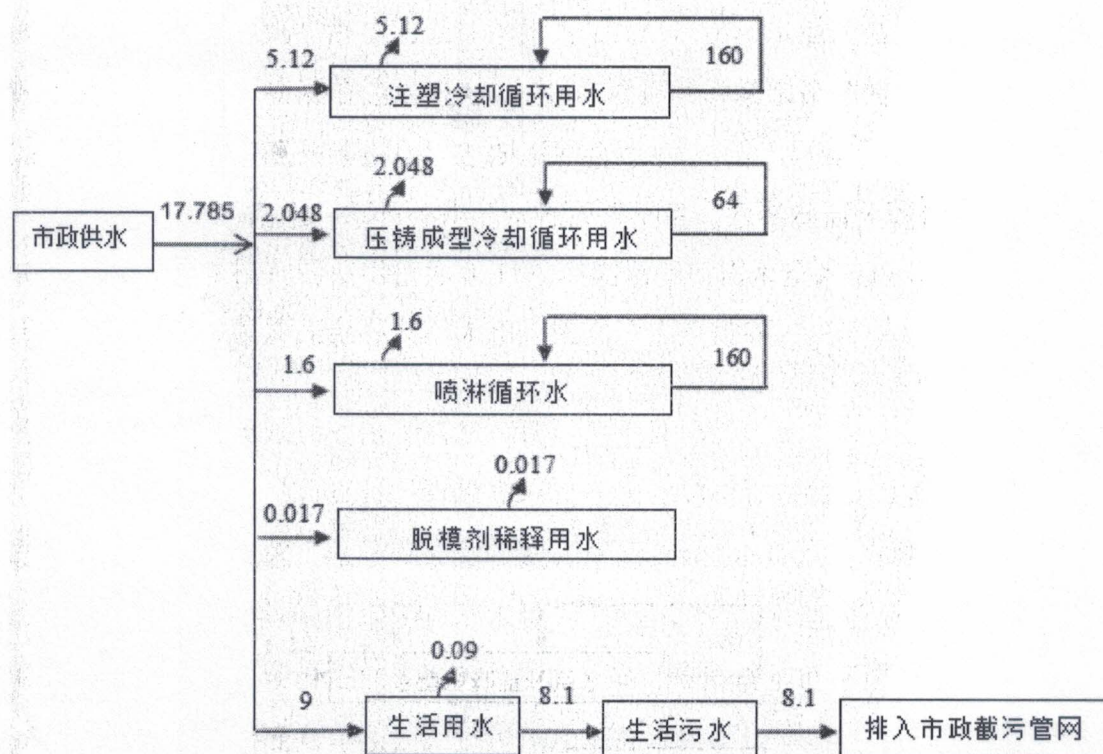 5.12
5.12
160
注塑冷却循环用水
2.048
17.785
2.048
64
市政供水
压铸成型冷却循环用水
1.6
1.6
160
喷淋循环水
0.017
0.017
脱模剂稀释用水
0.09
9
8.1
8.1
生活用水
生活污水
排入市政截污管网